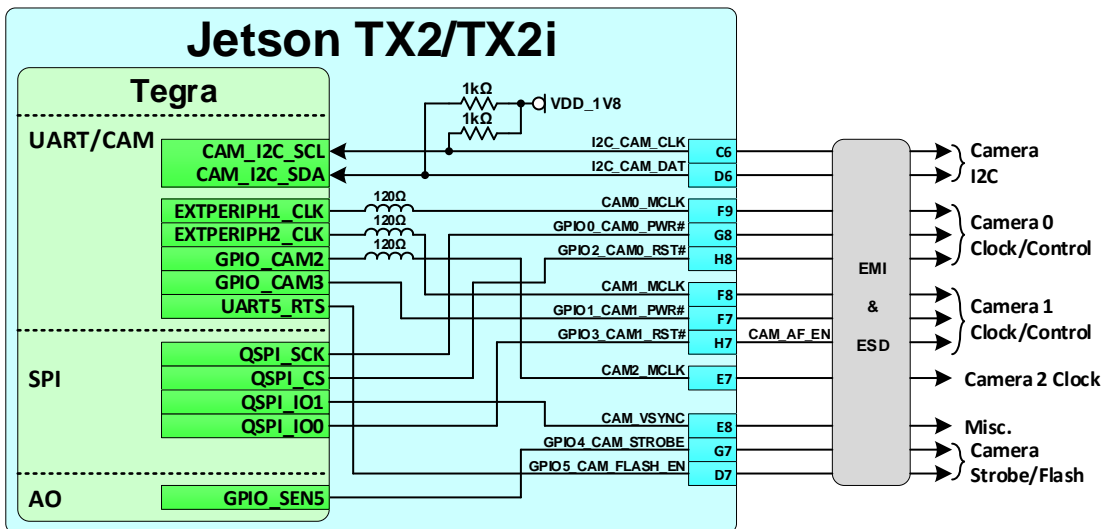 Jetson TX2/TX2i
Tegra
UART/CAM
CAM_I2C_SCL
CAM_I2C_SDA
EXTPERIPH1_CLK
EXTPERIPH2_CLK
GPIO_CAM2
GPIO_CAM3
UART5_RTS
SPI
QSPI_SCK
QSPI_CS
QSPI_IO1
QSPI_IO0
AO
GPIO_SEN5
1kΩ
1kΩ
VDD_1V8
120Ω
120Ω
120Ω
I2C_CAM_CLK
I2C_CAM_DAT
CAM0_MCLK
GPIO0_CAM0_PWR#
GPIO2_CAM0_RST#
CAM1_MCLK
GPIO1_CAM1_PWR#
GPIO3_CAM1_RST#
CAM2_MCLK
CAM_VSYNC
GPIO4_CAM_STROBE
GPIO5_CAM_FLASH_EN
C6
D6
F9
G8
H8
F8
F7
H7
E7
E8
G7
D7
CAM_AF_EN
EMI
&
ESD
Camera
I2C
Camera 0
Clock/Control
Camera 1
Clock/Control
Camera 2 Clock
Misc.
Camera
Strobe/Flash